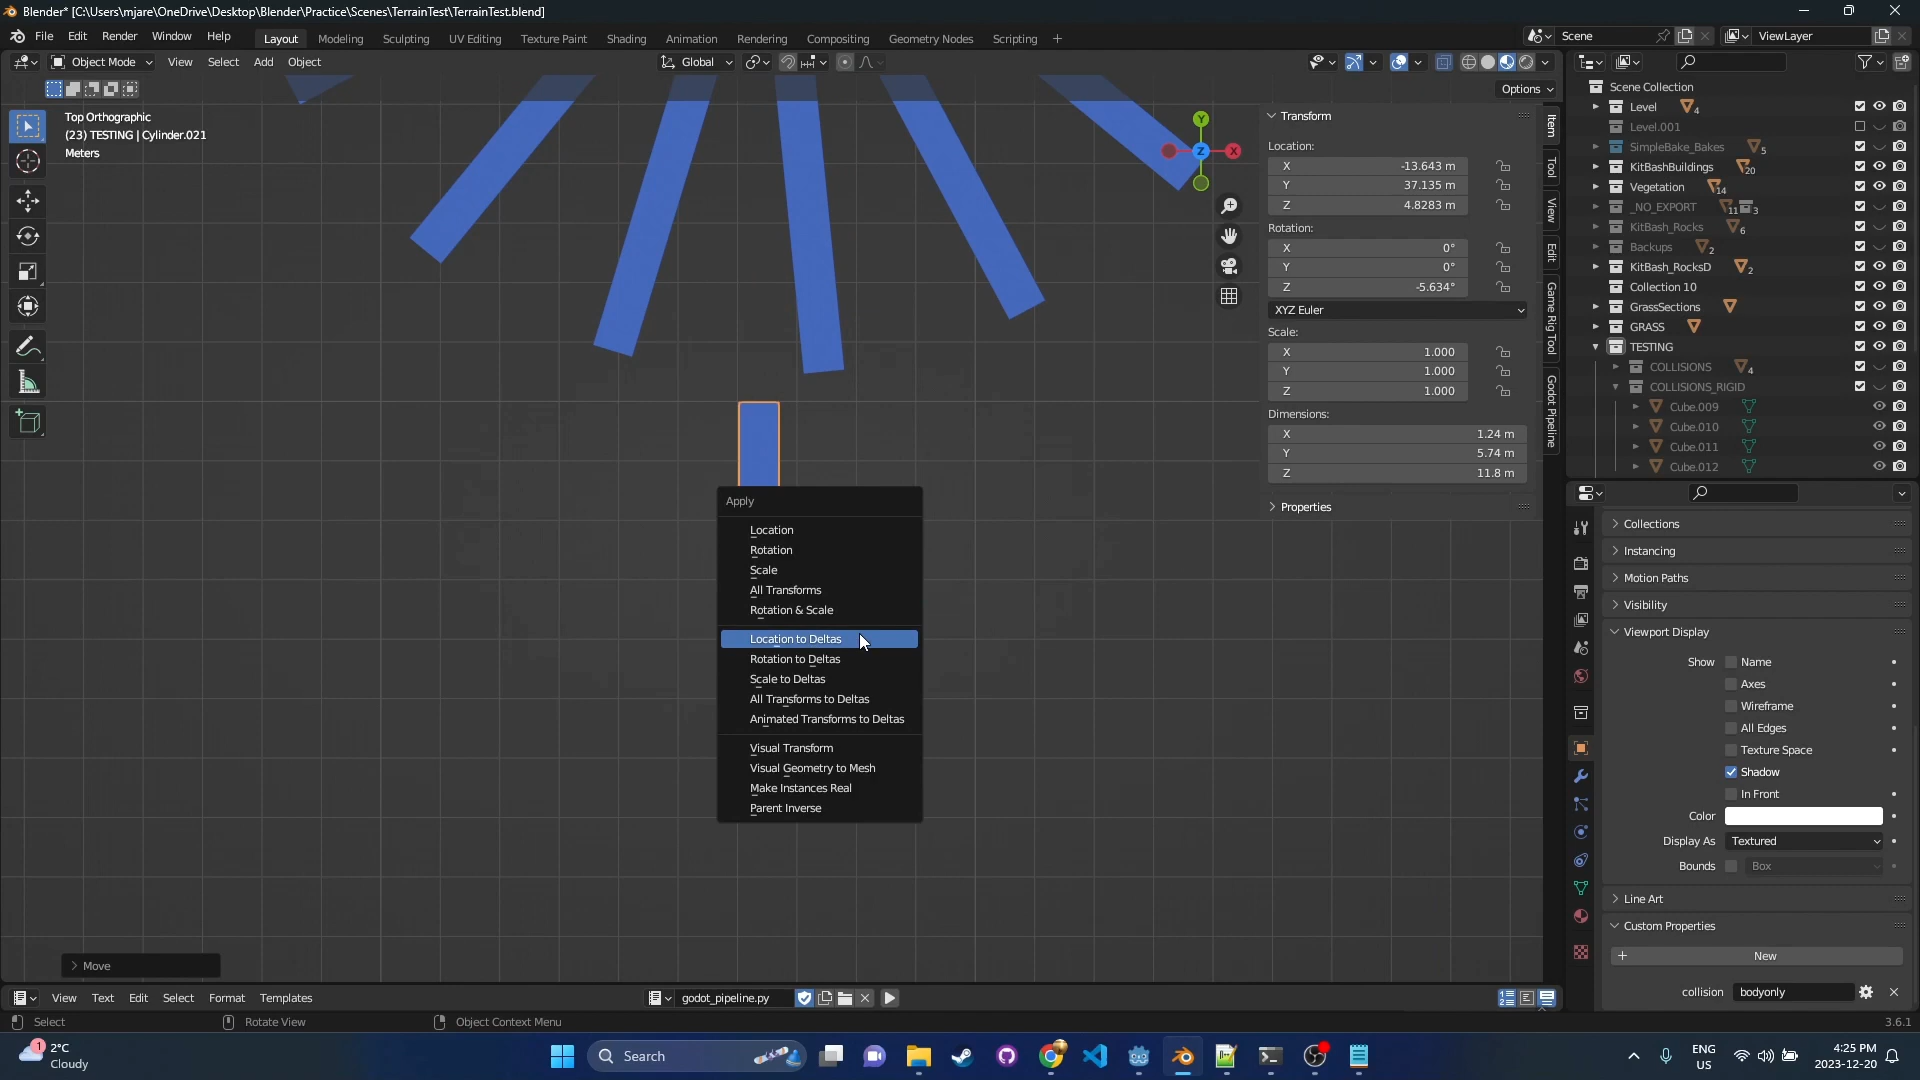 Blender* [C:\Users\mjare\OneDrive\Desktop\Blender\Practice\Scenes\TerrainTest\TerrainTest.blend]
File Edit Render Window Help Layout Modeling Sculpting UV Editing Texture Paint Shading Animation Rendering Compositing Geometry Nodes Scripting + Scene ViewLayer
Object Mode View Select Add Object Global
Options
Top Orthographic
(23) TESTING | Cylinder.021
Meters
Y
X
Z
Transform
Location:
X -13.643 m
Y 37.135 m
Z 4.8283 m
Rotation:
X 0°
Y 0°
Z -5.634°
XYZ Euler
Scale:
X 1.000
Y 1.000
Z 1.000
Dimensions:
X 1.24 m
Y 5.74 m
Z 11.8 m
Properties
Item
Tool
View
Edit
Game Rig Tool
Godot Pipeline
Scene Collection
Level 4
Level.001
SimpleBake_Bakes 5
KitBashBuildings 20
Vegetation 14
_NO_EXPORT 11 3
KitBash_Rocks 6
Backups 2
KitBash_RocksD 2
Collection 10
GrassSections
GRASS
TESTING
COLLISIONS 4
COLLISIONS_RIGID
Cube.009
Cube.010
Cube.011
Cube.012
Apply
Location
Rotation
Scale
All Transforms
Rotation & Scale
Location to Deltas
Rotation to Deltas
Scale to Deltas
All Transforms to Deltas
Animated Transforms to Deltas
Visual Transform
Visual Geometry to Mesh
Make Instances Real
Parent Inverse
Collections
Instancing
Motion Paths
Visibility
Viewport Display
Show Name
Axes
Wireframe
All Edges
Texture Space
Shadow
In Front
Color
Display As Textured
Bounds Box
Line Art
Custom Properties
+ New
collision bodyonly
Move
View Text Edit Select Format Templates godot_pipeline.py
Select Rotate View Object Context Menu 3.6.1
1
2°C
Cloudy
Search
ENG
US
4:25 PM
2023-12-20